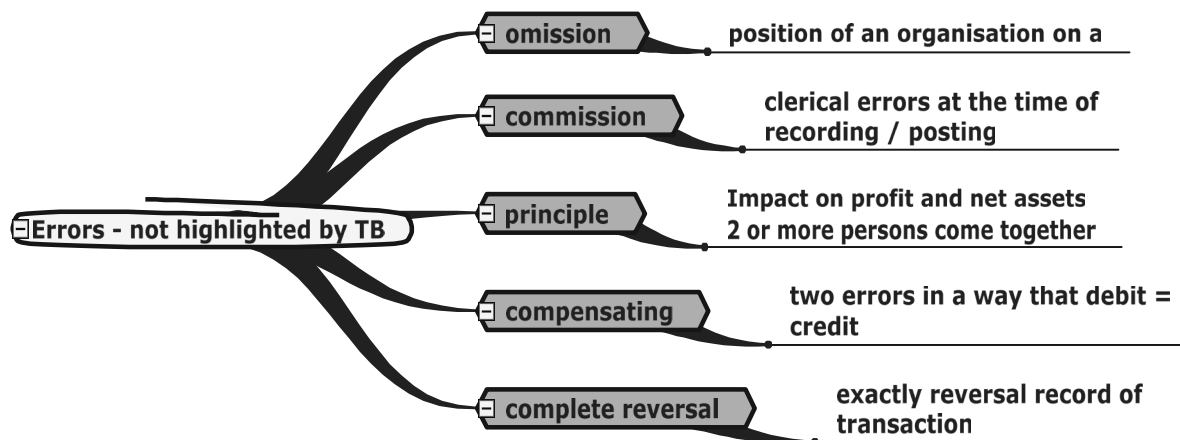 omission
position of an organisation on a
commission
clerical errors at the time of
recording / posting
principle
Impact on profit and net assets
2 or more persons come together
Errors - not highlighted by TB
compensating
two errors in a way that debit =
credit
complete reversal
exactly reversal record of
transaction